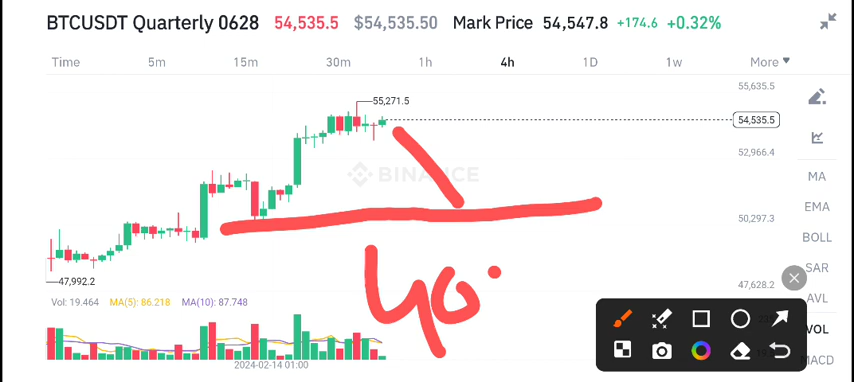 BTCUSDT Quarterly 0628 54,535.5 $54,535.50 Mark Price 54,547.8 +174.6 +0.32%
Time 5m 15m 30m 1h 4h 1D 1w More
55,635.5
55,271.5
54,535.5
52,966.4
BINANCE
MA
EMA
50,297.3
BOLL
40.
SAR
47,992.2
47,628.2
AVL
Vol: 19.464 MA(5): 86.218 MA(10): 87.748
VOL
MACD
2024-02-14 01:00